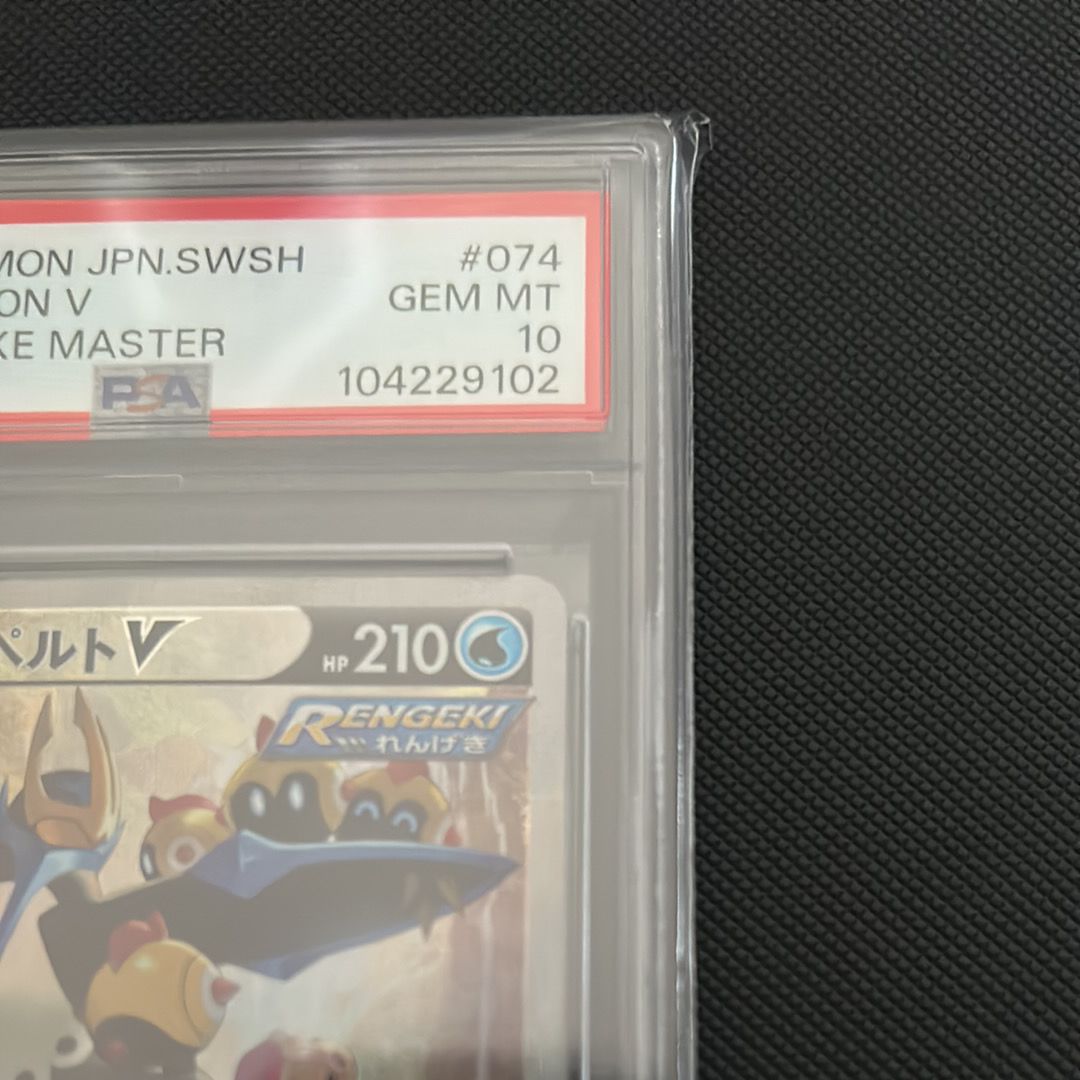 MON JPN.SWSH #074
ON V GEM MT
KE MASTER 10
PSA 104229102
ペルトV HP 210
RENGEKI
れんげき